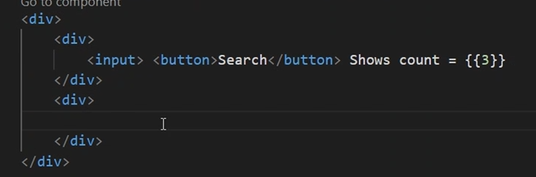 Go to component
<div>
<div>
<input> <button>Search</button> Shows count = {{3}}
</div>
<div>
</div>
</div>